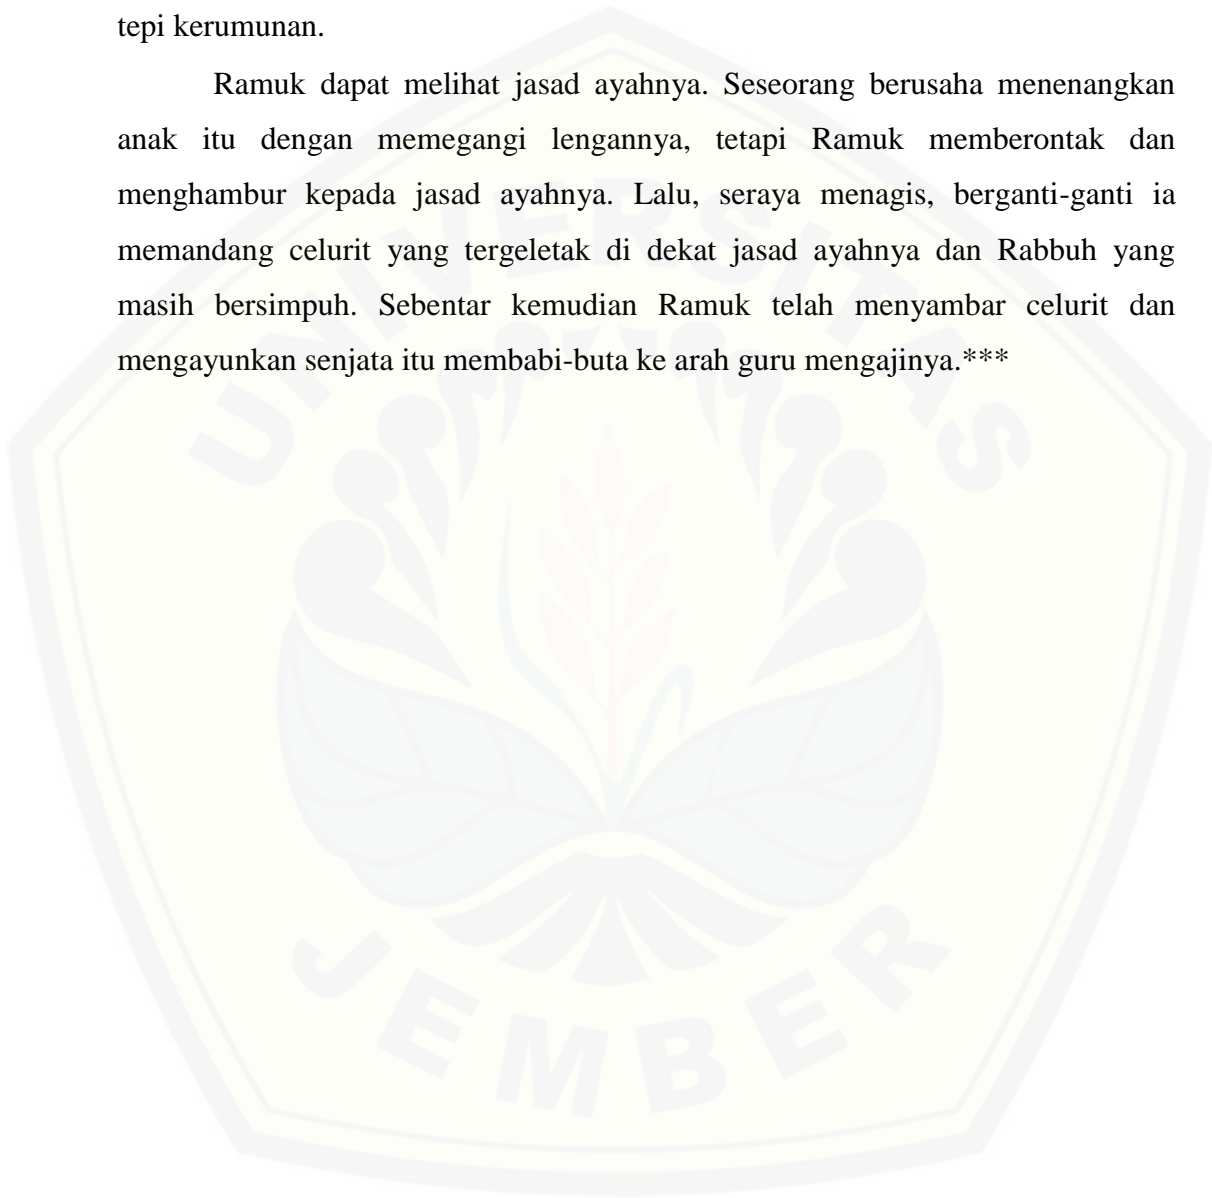 tepi kerumunan.
Ramuk dapat melihat jasad ayahnya. Seseorang berusaha menenangkan
anak itu dengan memegangi lengannya, tetapi Ramuk memberontak dan
menghambur kepada jasad ayahnya. Lalu, seraya menagis, berganti-ganti ia
memandang celurit yang tergeletak di dekat jasad ayahnya dan Rabbuh yang
masih bersimpuh. Sebentar kemudian Ramuk telah menyambar celurit dan
mengayunkan senjata itu membabi-buta ke arah guru mengajinya.***
UNIVERSITAS
JEMBER